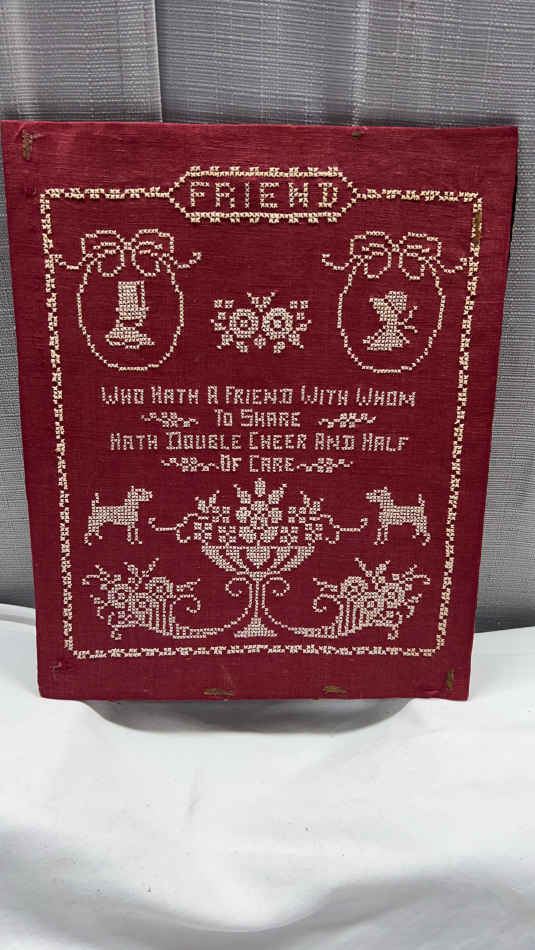 FRIEND
WHO HATH A FRIEND WITH WHOM
TO SHARE
HATH DOUBLE CHEER AND HALF
OF CARE